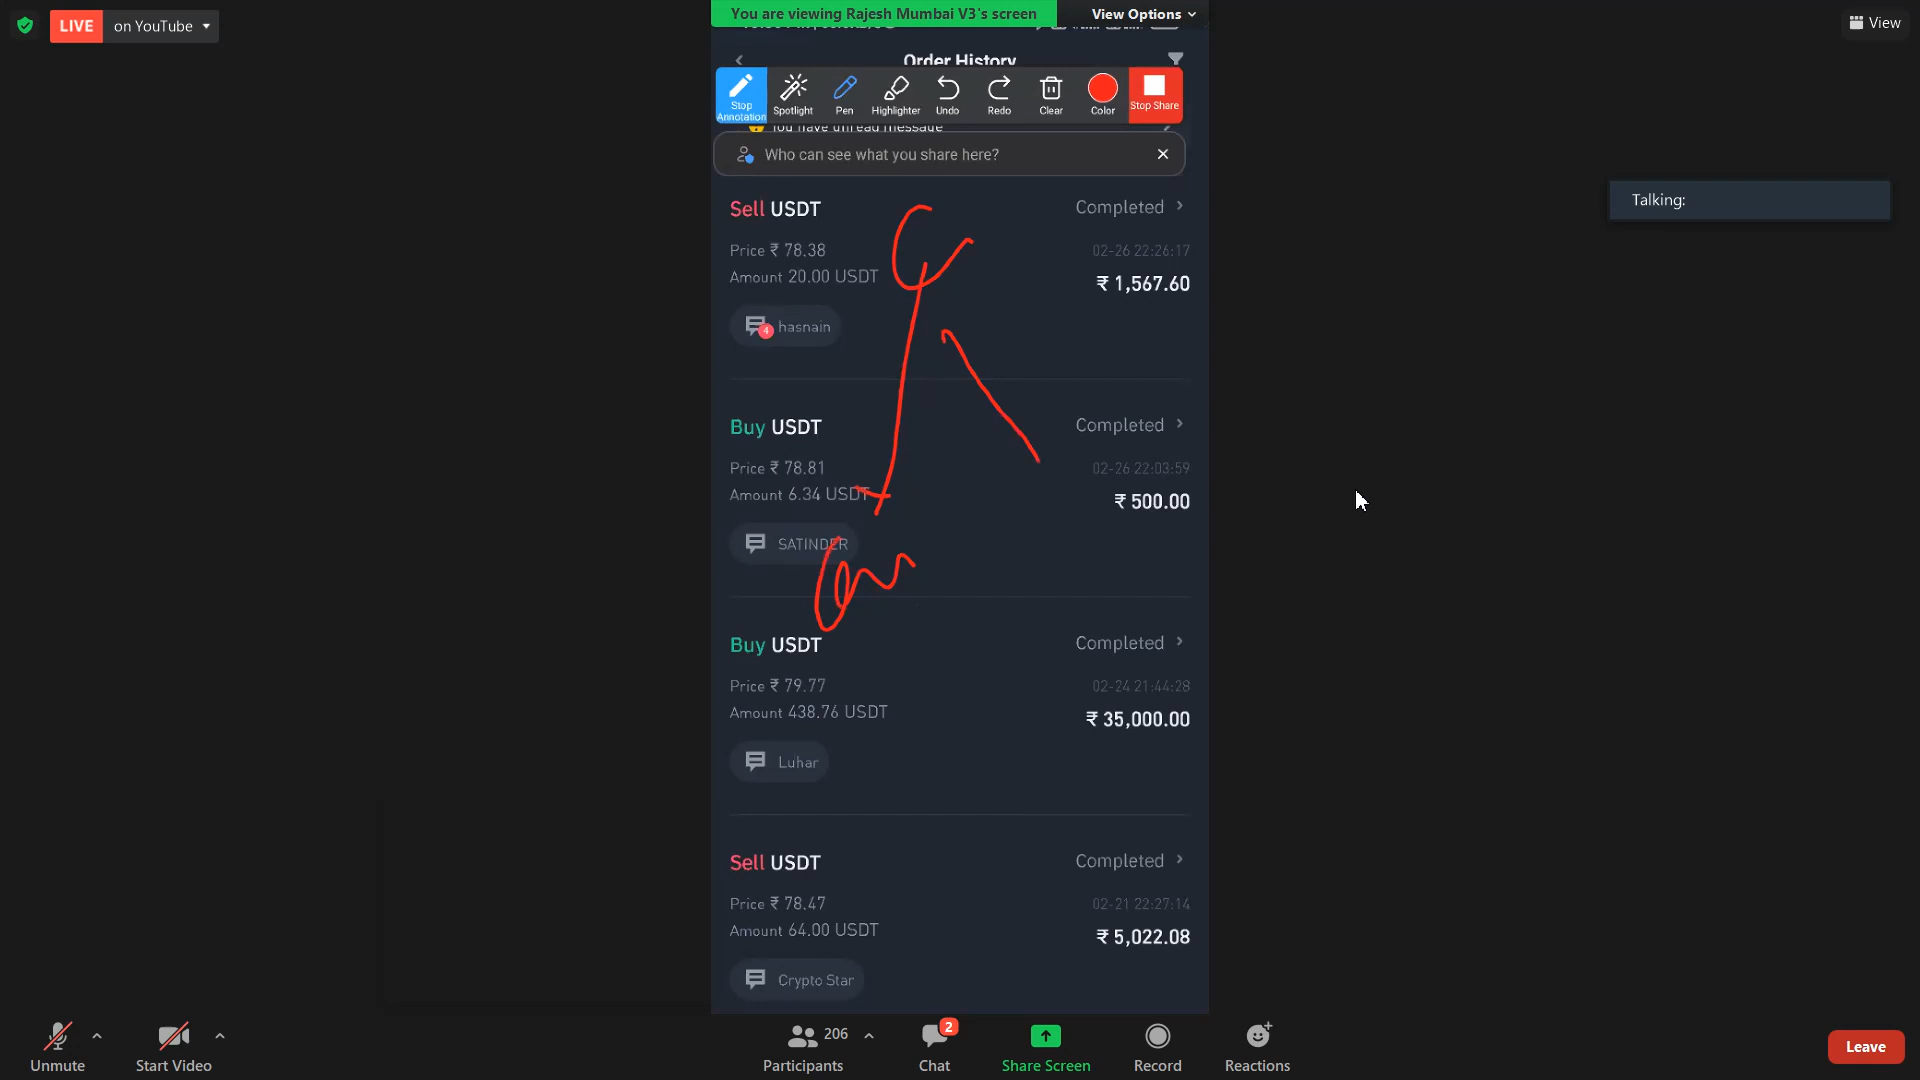 LIVE on YouTube
You are viewing Rajesh Mumbai V3's screen
View Options
View
Order History
Stop Annotation
Spotlight
Pen
Highlighter
Undo
Redo
Clear
Color
Stop Share
You have unread message
Who can see what you share here?
Talking:
Sell USDT
Completed
Price ₹ 78.38
02-26 22:26:17
Amount 20.00 USDT
₹ 1,567.60
4 hasnain
Buy USDT
Completed
Price ₹ 78.81
02-26 22:03:59
Amount 6.34 USDT
₹ 500.00
SATINDER
Buy USDT
Completed
Price ₹ 79.77
02-24 21:44:28
Amount 438.76 USDT
₹ 35,000.00
Luhar
Sell USDT
Completed
Price ₹ 78.47
02-21 22:27:14
Amount 64.00 USDT
₹ 5,022.08
Crypto Star
Unmute
Start Video
206
Participants
2
Chat
Share Screen
Record
Reactions
Leave